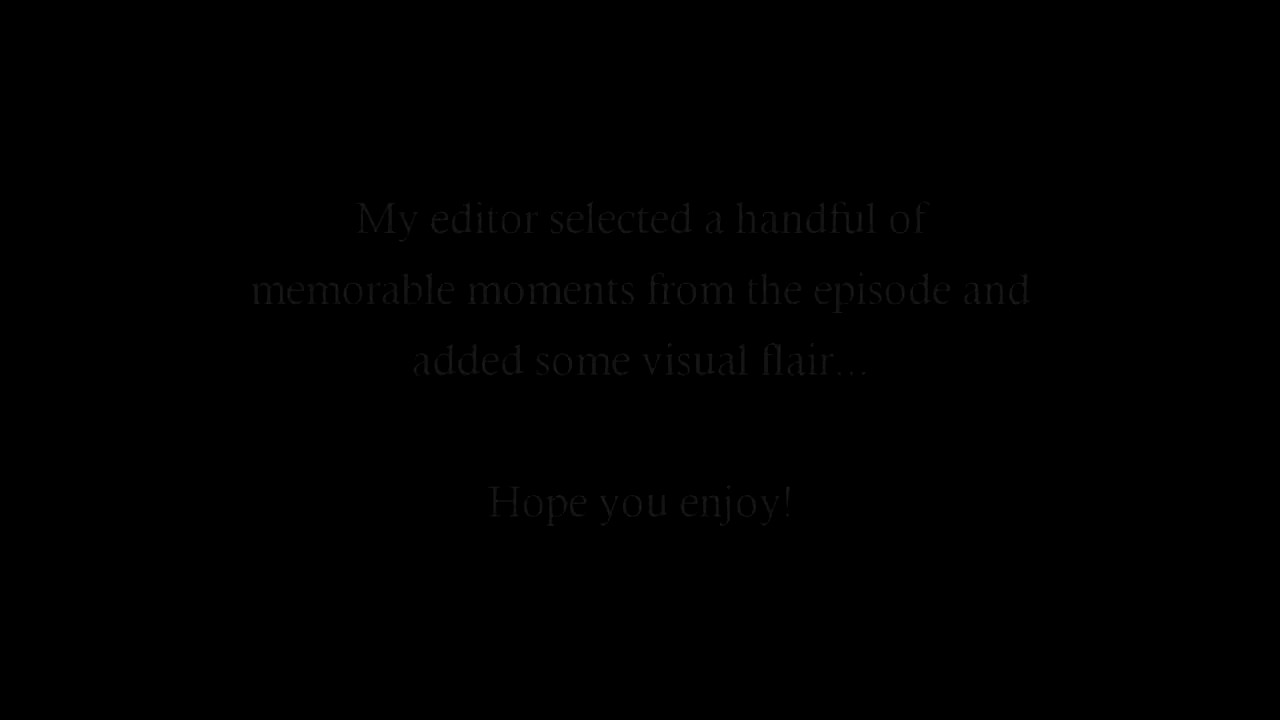 My editor selected a handful of
memorable moments from the episode and
added some visual flair...
Hope you enjoy!